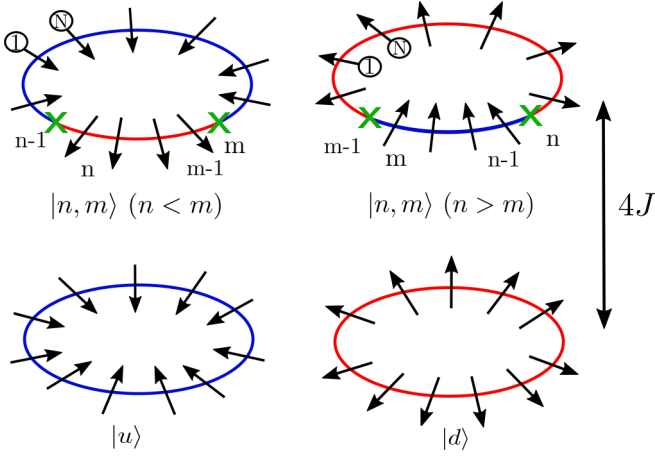 1 N
n-1 n m-1 m
|n, m⟩ (n < m)
1 N
m-1 m n-1 n
|n, m⟩ (n > m)
4J
|u⟩
|d⟩